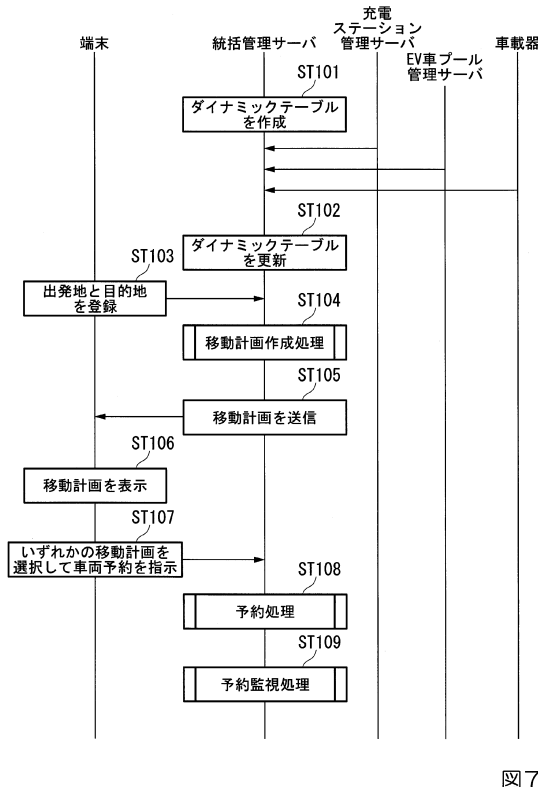 端末
統括管理サーバ
充電
ステーション
管理サーバ
EV車プール
管理サーバ
車載器
ST101
ダイナミックテーブル
を作成
ST102
ダイナミックテーブル
を更新
ST103
出発地と目的地
を登録
ST104
移動計画作成処理
ST105
移動計画を送信
ST106
移動計画を表示
ST107
いずれかの移動計画を
選択して車両予約を指示
ST108
予約処理
ST109
予約監視処理
図7